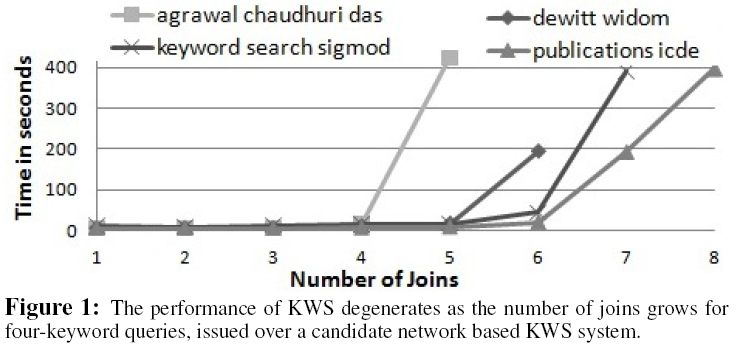 agrawal chaudhuri das
dewitt widom
keyword search sigmod
publications icde
Time in seconds
400
300
200
100
0
1 2 3 4 5 6 7 8
Number of Joins
Figure 1: The performance of KWS degenerates as the number of joins grows for
four-keyword queries, issued over a candidate network based KWS system.